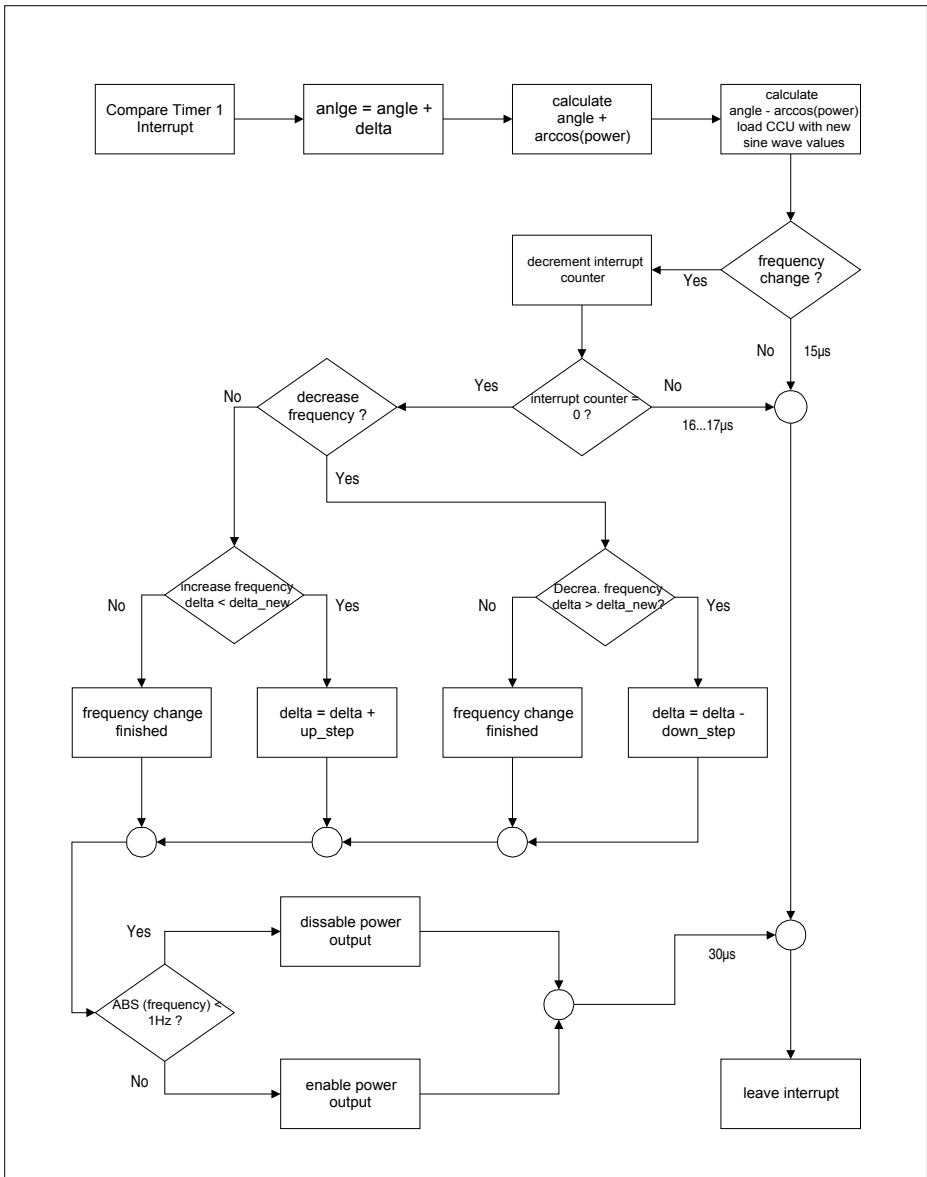 Compare Timer 1
Interrupt
anlge = angle +
delta
calculate
angle +
arccos(power)
calculate
angle - arccos(power)
load CCU with new
sine wave values
frequency
change ?
Yes
decrement interrupt
counter
No
15µs
interrupt counter =
0 ?
Yes
No
16...17µs
decrease
frequency ?
No
Yes
increase frequency
delta < delta_new
No
Yes
Decrea. frequency
delta > delta_new?
No
Yes
frequency change
finished
delta = delta +
up_step
frequency change
finished
delta = delta -
down_step
ABS (frequency) <
1Hz ?
Yes
dissable power
output
No
enable power
output
30µs
leave interrupt